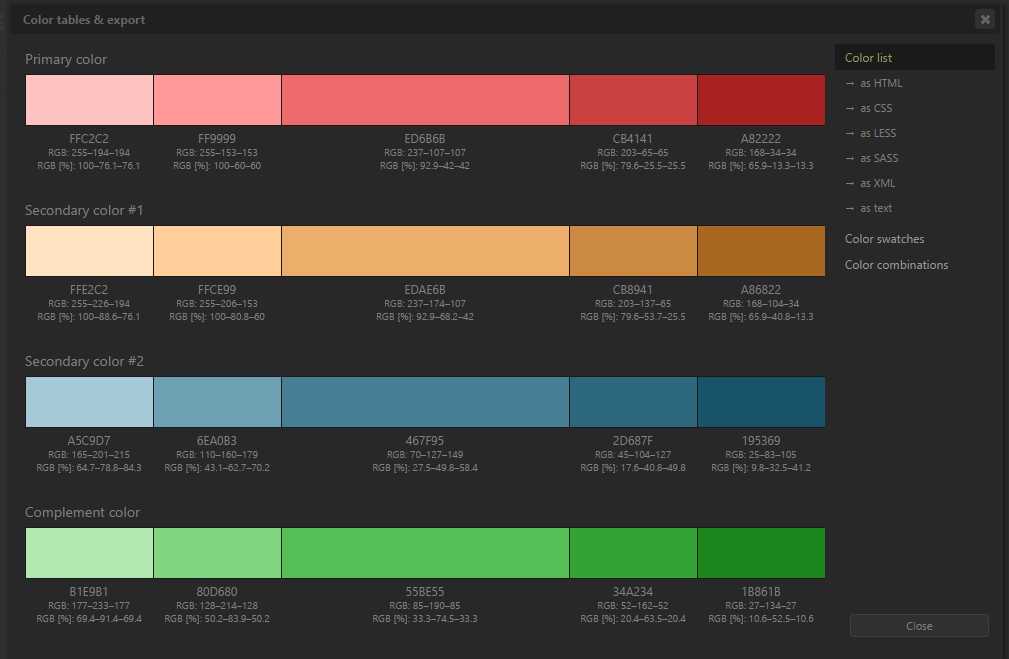 Color tables & export
Primary color
FFC2C2 FF9999 ED6B6B CB4141 A82222
RGB: 255–194–194 RGB: 255–153–153 RGB: 237–107–107 RGB: 203–65–65 RGB: 168–34–34
RGB [%]: 100–76.1–76.1 RGB [%]: 100–60–60 RGB [%]: 92.9–42–42 RGB [%]: 79.6–25.5–25.5 RGB [%]: 65.9–13.3–13.3
Secondary color #1
FFE2C2 FFCE99 EDAE6B CB8941 A86822
RGB: 255–226–194 RGB: 255–206–153 RGB: 237–174–107 RGB: 203–137–65 RGB: 168–104–34
RGB [%]: 100–88.6–76.1 RGB [%]: 100–80.8–60 RGB [%]: 92.9–68.2–42 RGB [%]: 79.6–53.7–25.5 RGB [%]: 65.9–40.8–13.3
Secondary color #2
A5C9D7 6EA0B3 467F95 2D687F 195369
RGB: 165–201–215 RGB: 110–160–179 RGB: 70–127–149 RGB: 45–104–127 RGB: 25–83–105
RGB [%]: 64.7–78.8–84.3 RGB [%]: 43.1–62.7–70.2 RGB [%]: 27.5–49.8–58.4 RGB [%]: 17.6–40.8–49.8 RGB [%]: 9.8–32.5–41.2
Complement color
B1E9B1 80D680 55BE55 34A234 1B861B
RGB: 177–233–177 RGB: 128–214–128 RGB: 85–190–85 RGB: 52–162–52 RGB: 27–134–27
RGB [%]: 69.4–91.4–69.4 RGB [%]: 50.2–83.9–50.2 RGB [%]: 33.3–74.5–33.3 RGB [%]: 20.4–63.5–20.4 RGB [%]: 10.6–52.5–10.6
Color list
→ as HTML
→ as CSS
→ as LESS
→ as SASS
→ as XML
→ as text
Color swatches
Color combinations
Close